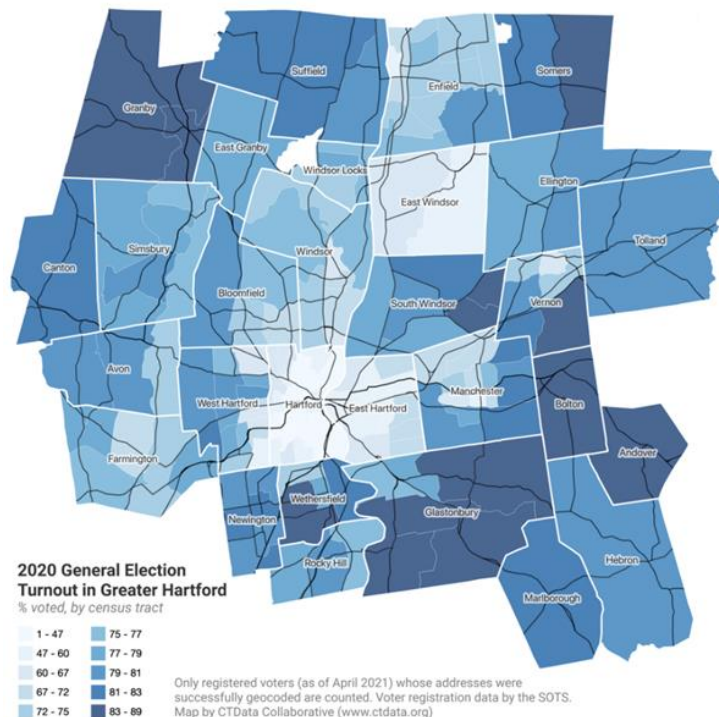 Suffield
Enfield
Somers
Granby
East Granby
Windsor Locks
East Windsor
Ellington
Tolland
Simsbury
Windsor
Canton
Bloomfield
South Windsor
Vernon
Avon
West Hartford
Hartford
East Hartford
Manchester
Bolton
Farmington
Andover
Newington
Wethersfield
Glastonbury
Rocky Hill
Hebron
Marlborough
2020 General Election
Turnout in Greater Hartford
% voted, by census tract
1 - 47
47 - 60
60 - 67
67 - 72
72 - 75
75 - 77
77 - 79
79 - 81
81 - 83
83 - 89
Only registered voters (as of April 2021) whose addresses were
successfully geocoded are counted. Voter registration data by the SOTS.
Map by CTData Collaborative (www.ctdata.org)